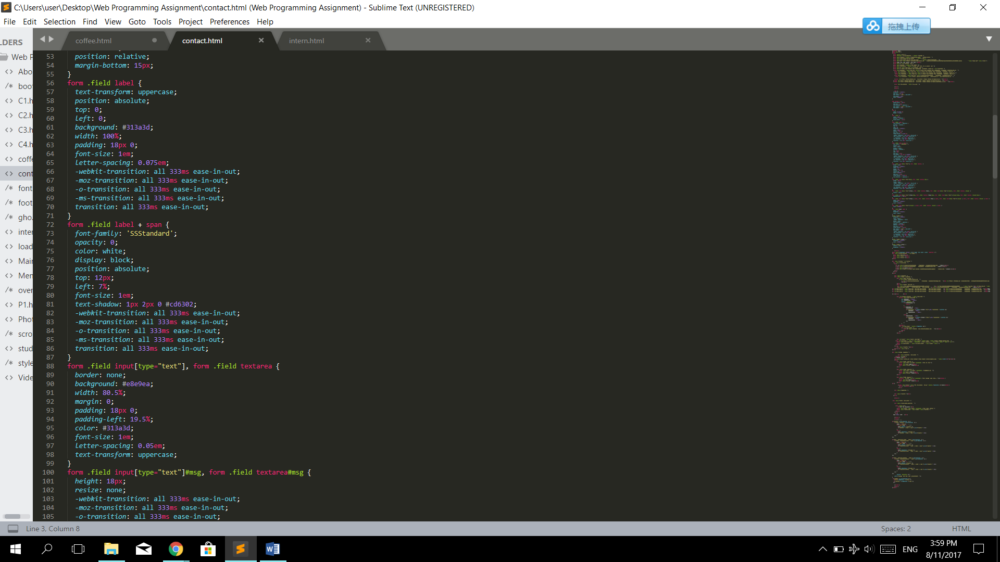 C:\Users\user\Desktop\Web Programming Assignment\contact.html (Web Programming Assignment) - Sublime Text (UNREGISTERED)
File Edit Selection Find View Goto Tools Project Preferences Help
拖拽上传
LDERS
coffee.html
contact.html
intern.html
Web P
Abo
boot
C1.h
C2.h
C3.h
C4.h
coffe
cont
font
foot
gho.
inter
load
Mair
Men
over
P1.h
Phot
scro
stud
style
Vide
53 position: relative;
54 margin-bottom: 15px;
55 }
56 form .field label {
57 text-transform: uppercase;
58 position: absolute;
59 top: 0;
60 left: 0;
61 background: #313a3d;
62 width: 100%;
63 padding: 18px 0;
64 font-size: 1em;
65 letter-spacing: 0.075em;
66 -webkit-transition: all 333ms ease-in-out;
67 -moz-transition: all 333ms ease-in-out;
68 -o-transition: all 333ms ease-in-out;
69 -ms-transition: all 333ms ease-in-out;
70 transition: all 333ms ease-in-out;
71 }
72 form .field label + span {
73 font-family: 'SSStandard';
74 opacity: 0;
75 color: white;
76 display: block;
77 position: absolute;
78 top: 12px;
79 left: 7%;
80 font-size: 1em;
81 text-shadow: 1px 2px 0 #cd6302;
82 -webkit-transition: all 333ms ease-in-out;
83 -moz-transition: all 333ms ease-in-out;
84 -o-transition: all 333ms ease-in-out;
85 -ms-transition: all 333ms ease-in-out;
86 transition: all 333ms ease-in-out;
87 }
88 form .field input[type="text"], form .field textarea {
89 border: none;
90 background: #e8e9ea;
91 width: 80.5%;
92 margin: 0;
93 padding: 18px 0;
94 padding-left: 19.5%;
95 color: #313a3d;
96 font-size: 1em;
97 letter-spacing: 0.05em;
98 text-transform: uppercase;
99 }
100 form .field input[type="text"]#msg, form .field textarea#msg {
101 height: 18px;
102 resize: none;
103 -webkit-transition: all 333ms ease-in-out;
104 -moz-transition: all 333ms ease-in-out;
105 -o-transition: all 333ms ease-in-out;
Line 3, Column 8
Spaces: 2
HTML
ENG
3:59 PM
8/11/2017